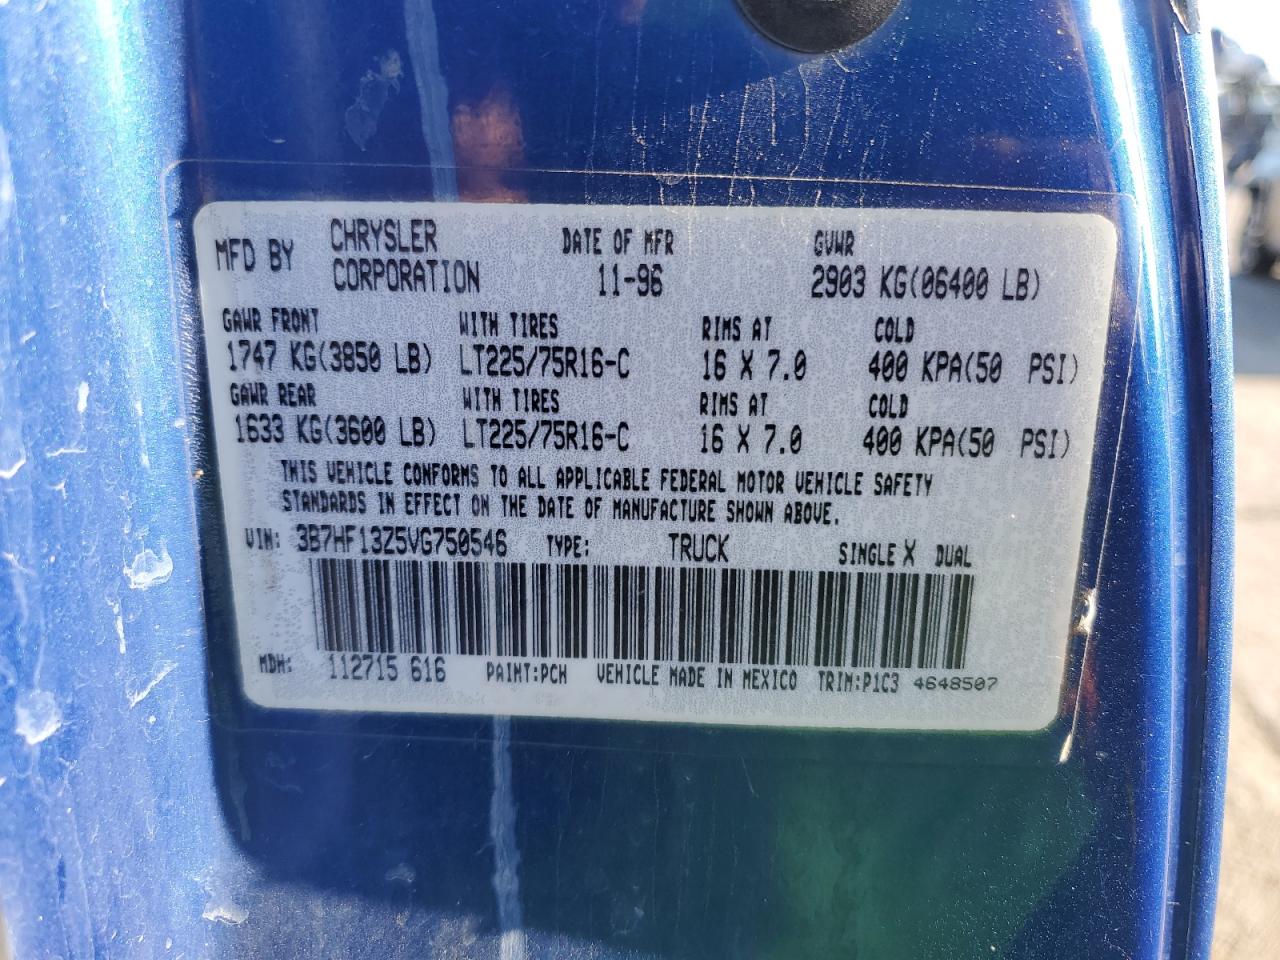 MFD BY CHRYSLER CORPORATION DATE OF MFR 11-96 GVWR 2903 KG(06400 LB)
GAWR FRONT WITH TIRES RIMS AT COLD
1747 KG(3850 LB) LT225/75R16-C 16 X 7.0 400 KPA(50 PSI)
GAWR REAR WITH TIRES RIMS AT COLD
1633 KG(3600 LB) LT225/75R16-C 16 X 7.0 400 KPA(50 PSI)
THIS VEHICLE CONFORMS TO ALL APPLICABLE FEDERAL MOTOR VEHICLE SAFETY
STANDARDS IN EFFECT ON THE DATE OF MANUFACTURE SHOWN ABOVE.
VIN: 3B7HF13Z5VG750546 TYPE: TRUCK SINGLE X DUAL
MDH: 112715 616 PAINT:PCH VEHICLE MADE IN MEXICO TRIM:P1C3 4648507